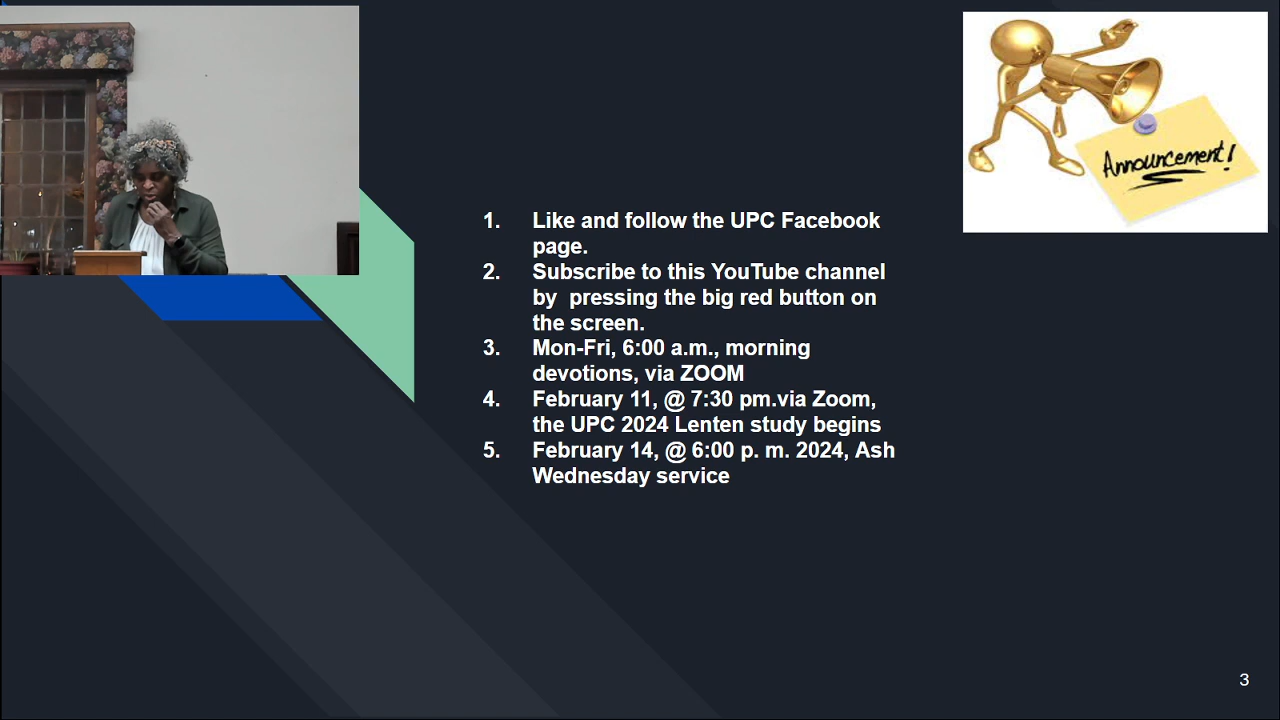 Announcement!
1. Like and follow the UPC Facebook
page.
2. Subscribe to this YouTube channel
by  pressing the big red button on
the screen.
3. Mon-Fri, 6:00 a.m., morning
devotions, via ZOOM
4. February 11, @ 7:30 pm.via Zoom,
the UPC 2024 Lenten study begins
5. February 14, @ 6:00 p. m. 2024, Ash
Wednesday service
3